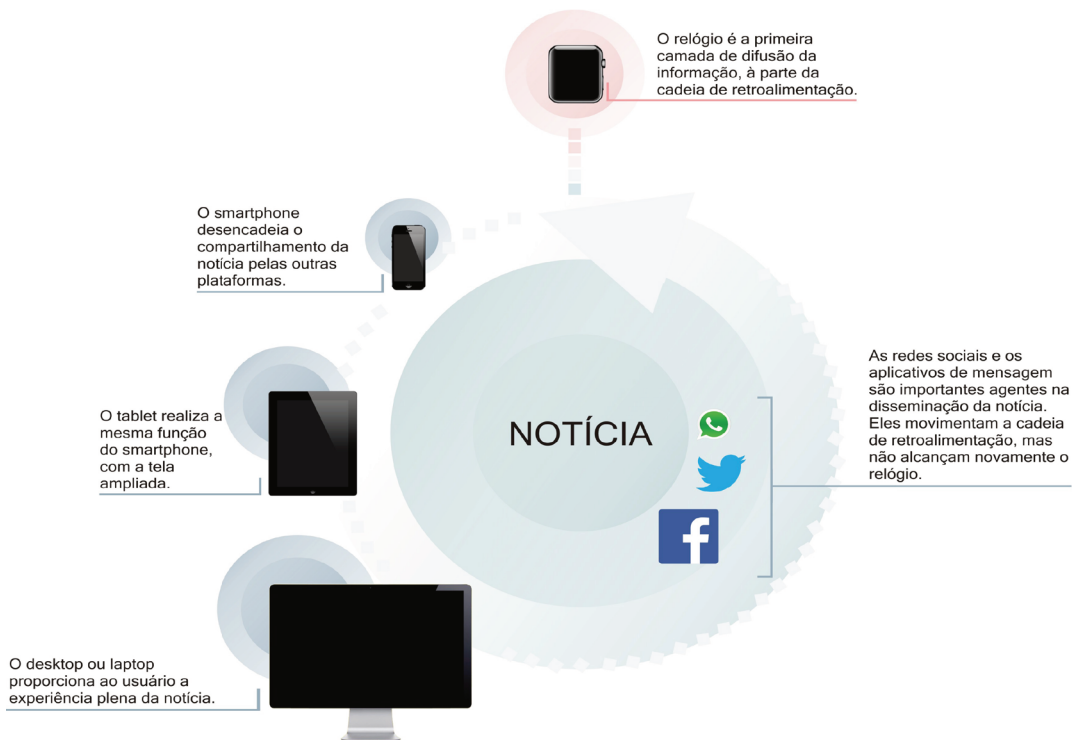 O relógio é a primeira
camada de difusão da
informação, à parte da
cadeia de retroalimentação.
O smartphone
desencadeia o
compartilhamento da
notícia pelas outras
plataformas.
O tablet realiza a
mesma função
do smartphone,
com a tela
ampliada.
O desktop ou laptop
proporciona ao usuário a
experiência plena da notícia.
NOTÍCIA
f
As redes sociais e os
aplicativos de mensagem
são importantes agentes na
disseminação da notícia.
Eles movimentam a cadeia
de retroalimentação, mas
não alcançam novamente o
relógio.